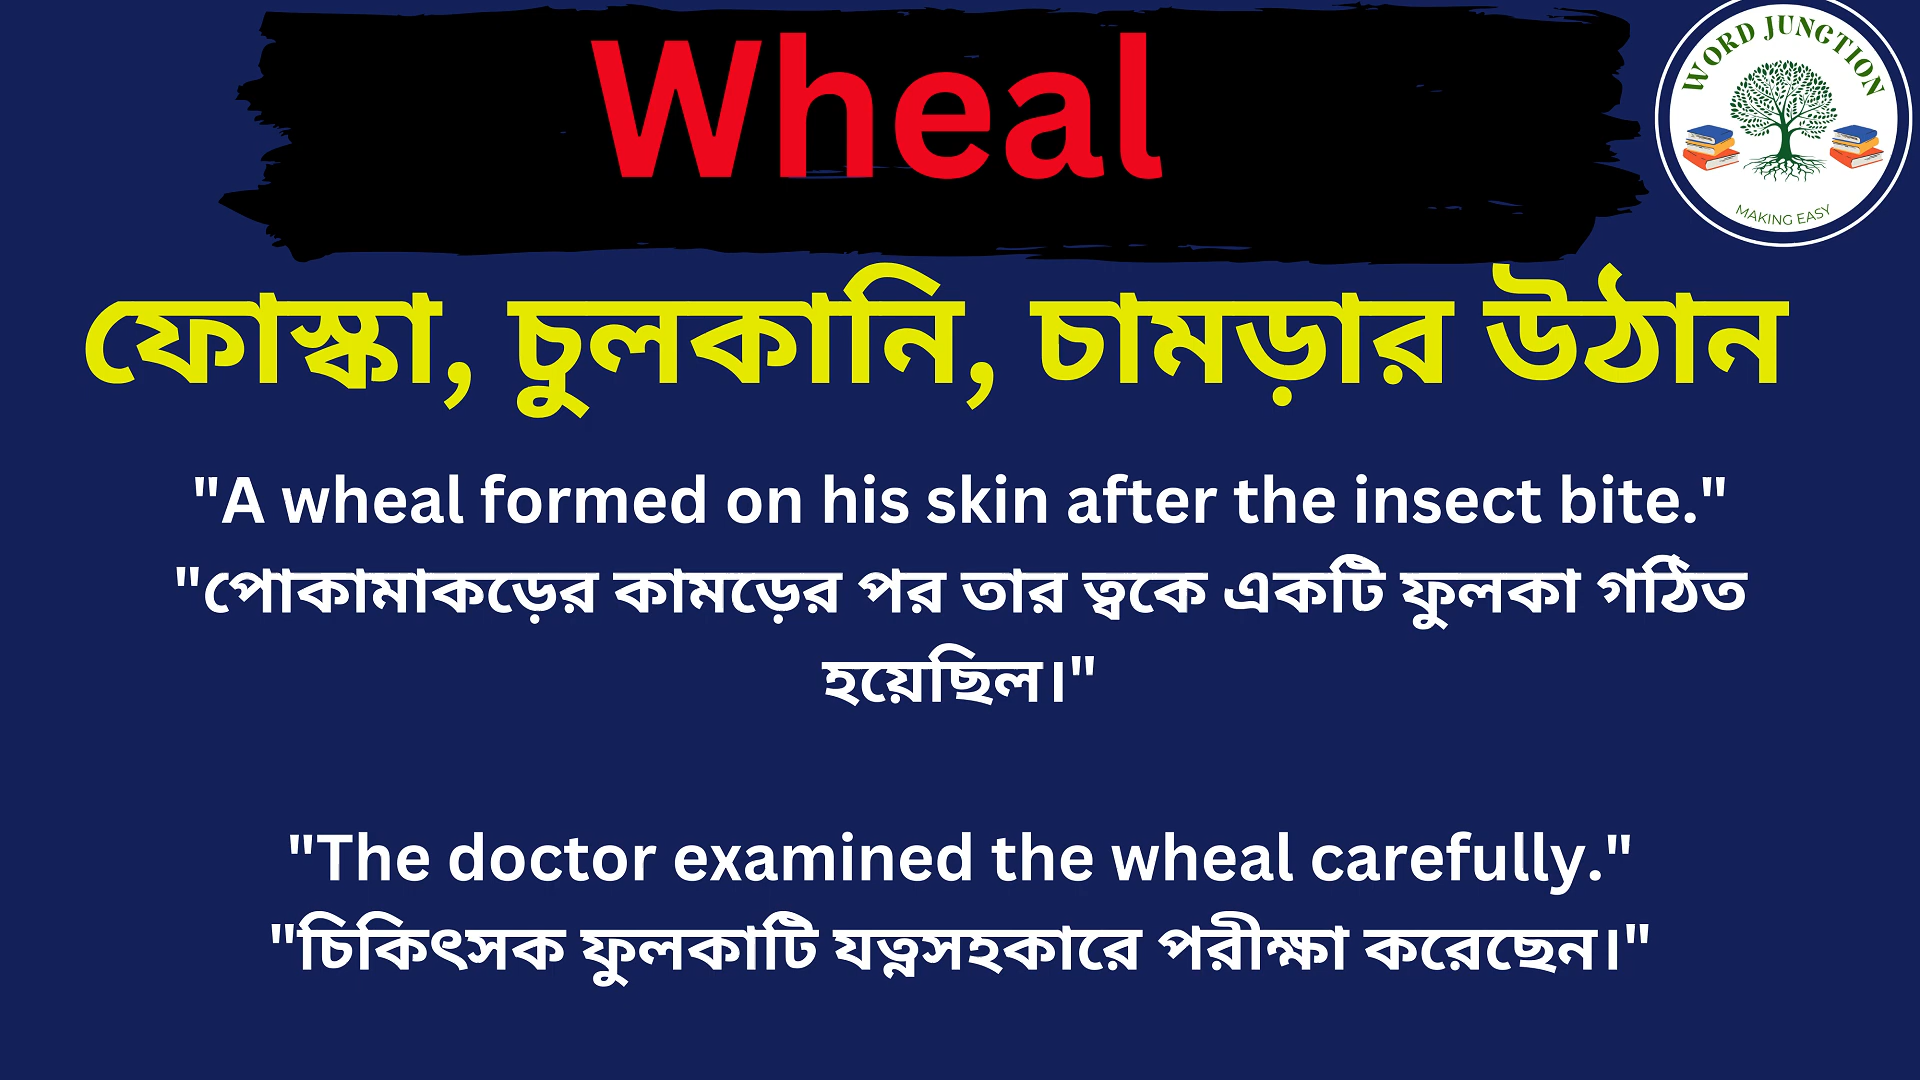 Wheal
WORD JUNCTION
MAKING EASY
ফোস্কা, চুলকানি, চামড়ার উঠান
"A wheal formed on his skin after the insect bite."
"পোকামাকড়ের কামড়ের পর তার ত্বকে একটি ফুলকা গঠিত
হয়েছিল।"
"The doctor examined the wheal carefully."
"চিকিৎসক ফুলকাটি যত্নসহকারে পরীক্ষা করেছেন।"